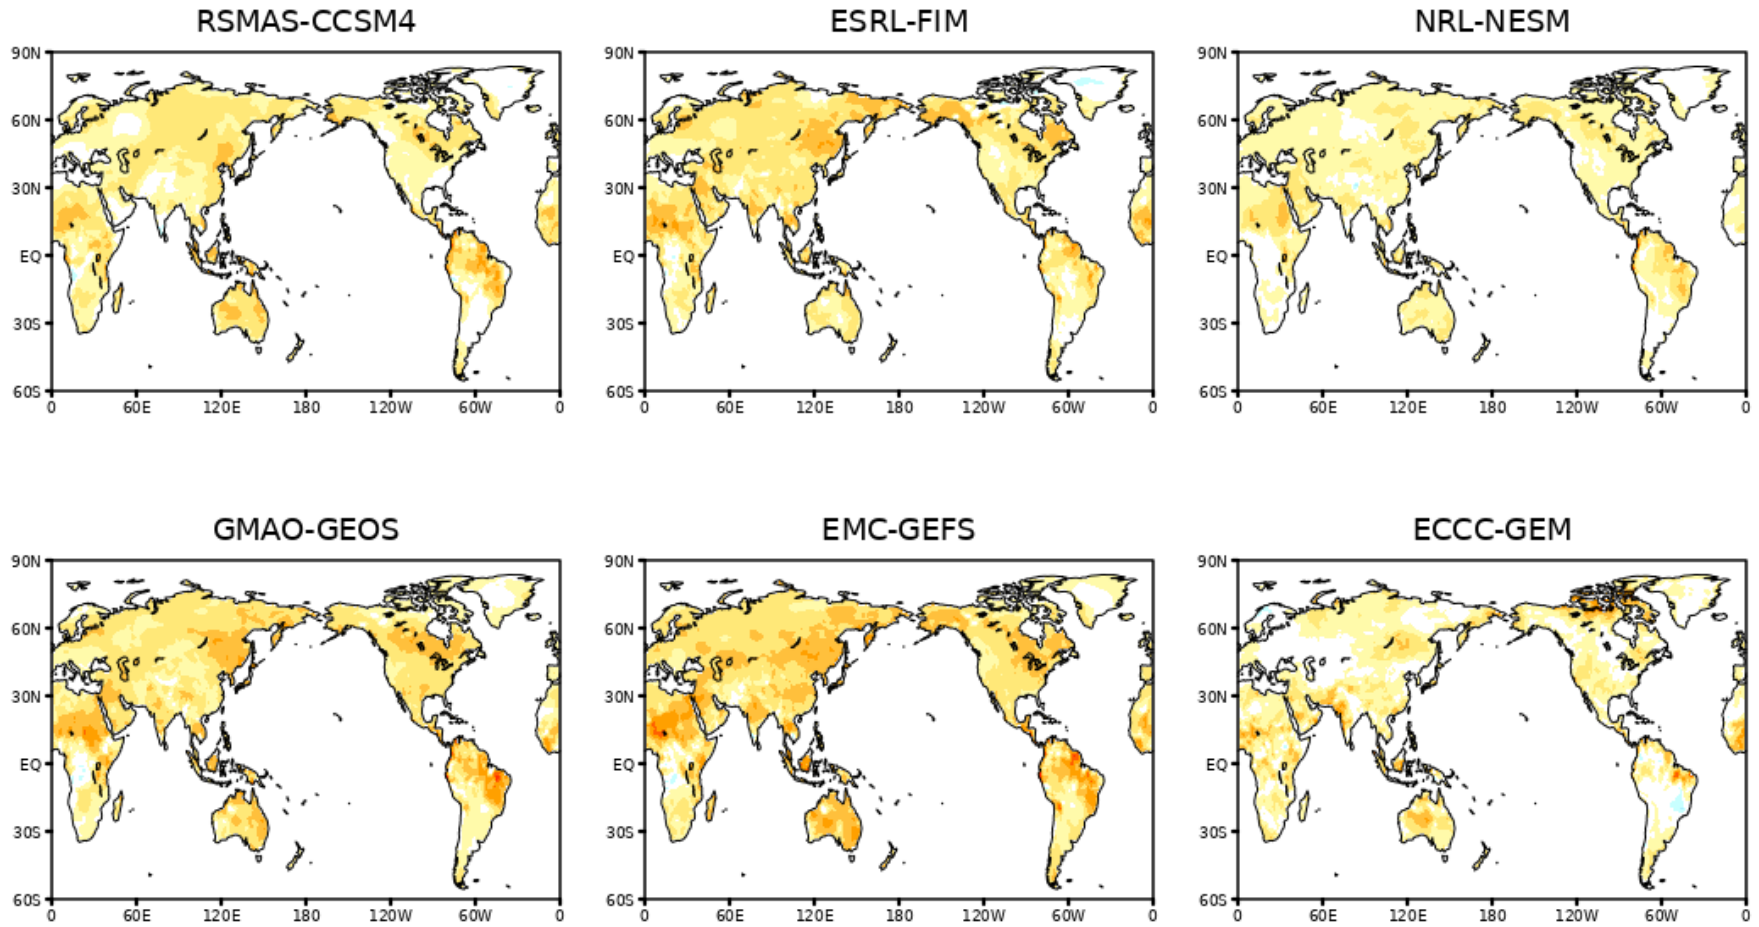 RSMAS-CCSM4 ESRL-FIM NRL-NESM
90N 90N 90N
60N 60N 60N
30N 30N 30N
EQ EQ EQ
30S 30S 30S
60S 60S 60S
0 60E 120E 180 120W 60W 0 0 60E 120E 180 120W 60W 0 0 60E 120E 180 120W 60W 0
GMAO-GEOS EMC-GEFS ECCC-GEM
90N 90N 90N
60N 60N 60N
30N 30N 30N
EQ EQ EQ
30S 30S 30S
60S 60S 60S
0 60E 120E 180 120W 60W 0 0 60E 120E 180 120W 60W 0 0 60E 120E 180 120W 60W 0